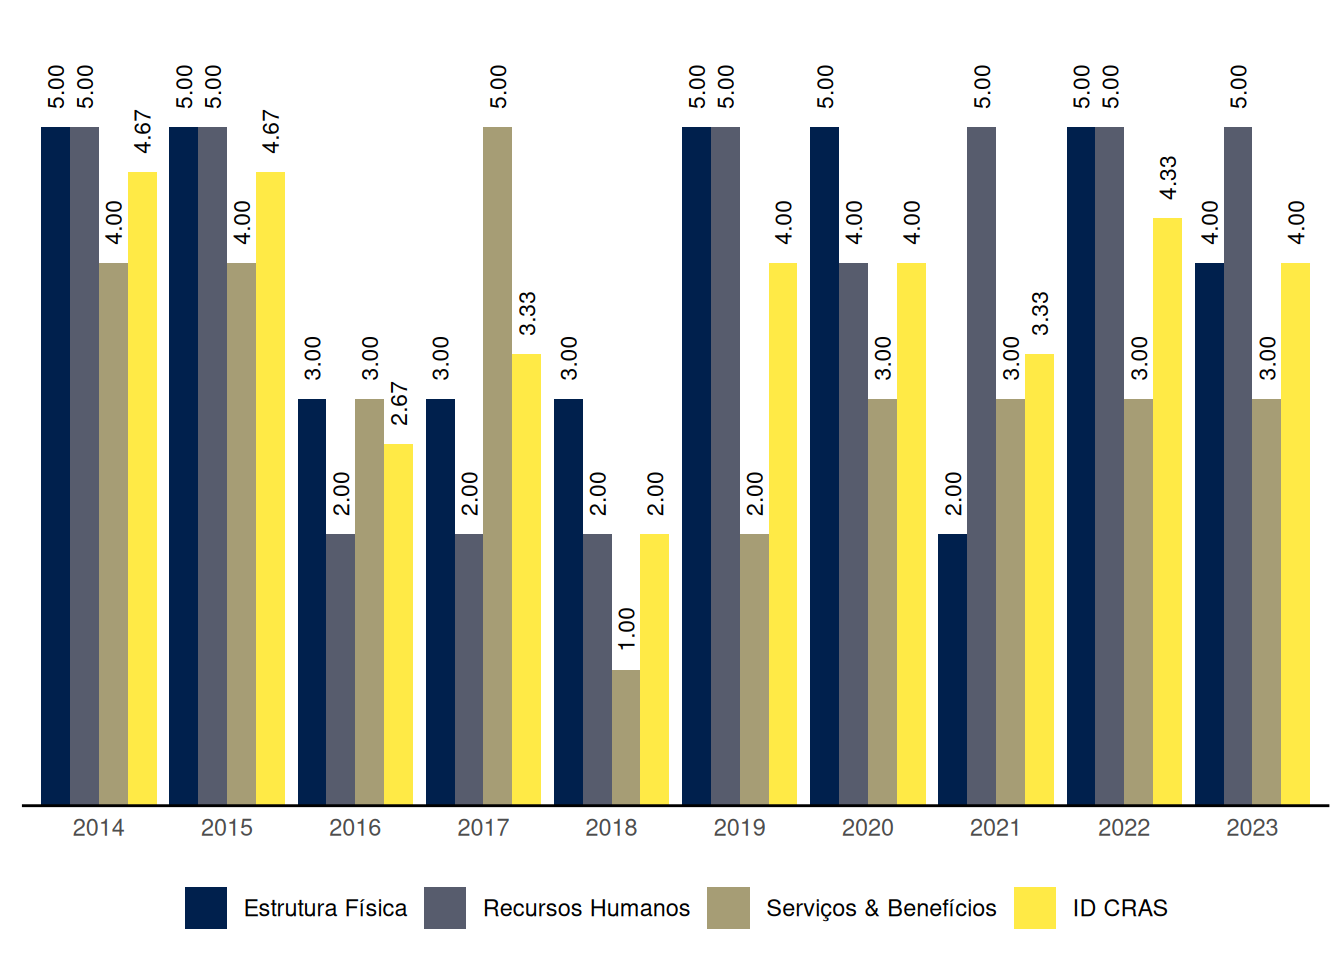 5.00 5.00 4.00 4.67 5.00 5.00 4.00 4.67 3.00 2.00 3.00 2.67 3.00 2.00 5.00 3.33 3.00 2.00 1.00 2.00 5.00 5.00 2.00 4.00 5.00 4.00 3.00 4.00 2.00 5.00 3.00 3.33 5.00 5.00 3.00 4.33 4.00 5.00 3.00 4.00
2014 2015 2016 2017 2018 2019 2020 2021 2022 2023
Estrutura Física Recursos Humanos Serviços & Benefícios ID CRAS